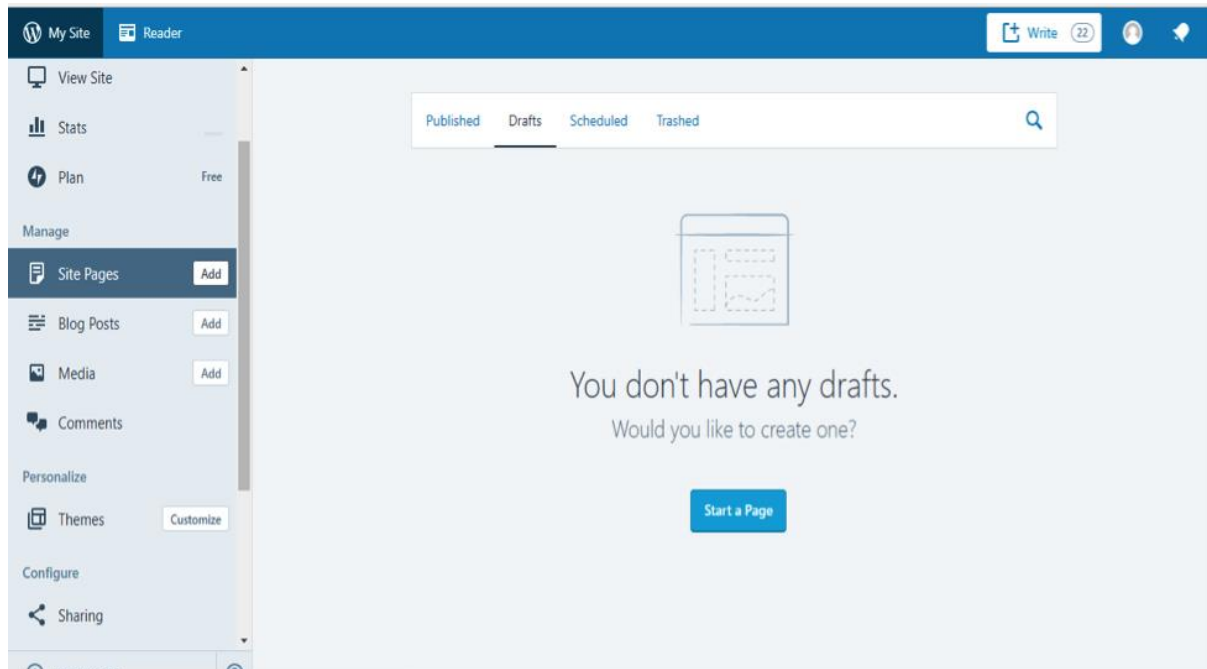 My Site Reader Write 22
View Site
Stats
Plan Free
Manage
Site Pages Add
Blog Posts Add
Media Add
Comments
Personalize
Themes Customize
Configure
Sharing
Published Drafts Scheduled Trashed
You don't have any drafts.
Would you like to create one?
Start a Page